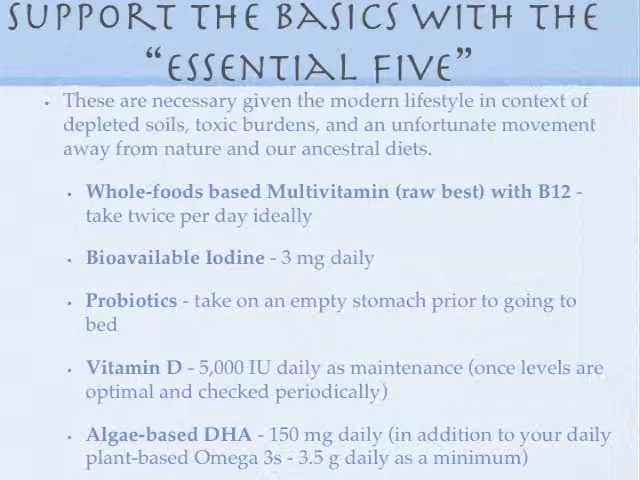 SUPPORT THE BASICS WITH THE
“ESSENTIAL FIVE”
• These are necessary given the modern lifestyle in context of
depleted soils, toxic burdens, and an unfortunate movement
away from nature and our ancestral diets.
• Whole-foods based Multivitamin (raw best) with B12 -
take twice per day ideally
• Bioavailable Iodine - 3 mg daily
• Probiotics - take on an empty stomach prior to going to
bed
• Vitamin D - 5,000 IU daily as maintenance (once levels are
optimal and checked periodically)
• Algae-based DHA - 150 mg daily (in addition to your daily
plant-based Omega 3s - 3.5 g daily as a minimum)